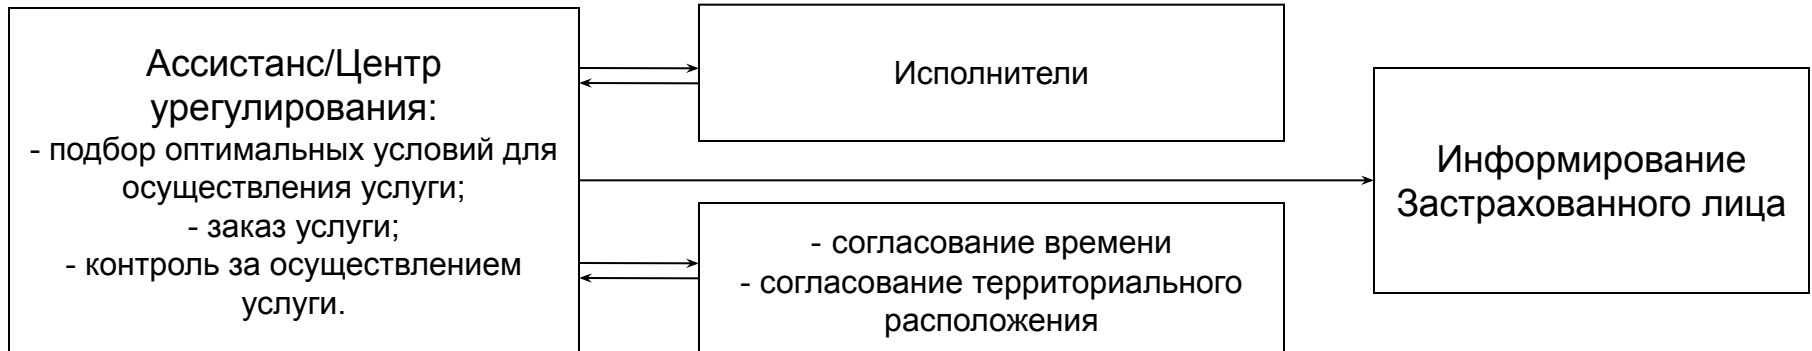 Ассистанс/Центр
урегулирования:
- подбор оптимальных условий для
осуществления услуги;
- заказ услуги;
- контроль за осуществлением
услуги.
Исполнители
- согласование времени
- согласование территориального
расположения
Информирование
Застрахованного лица